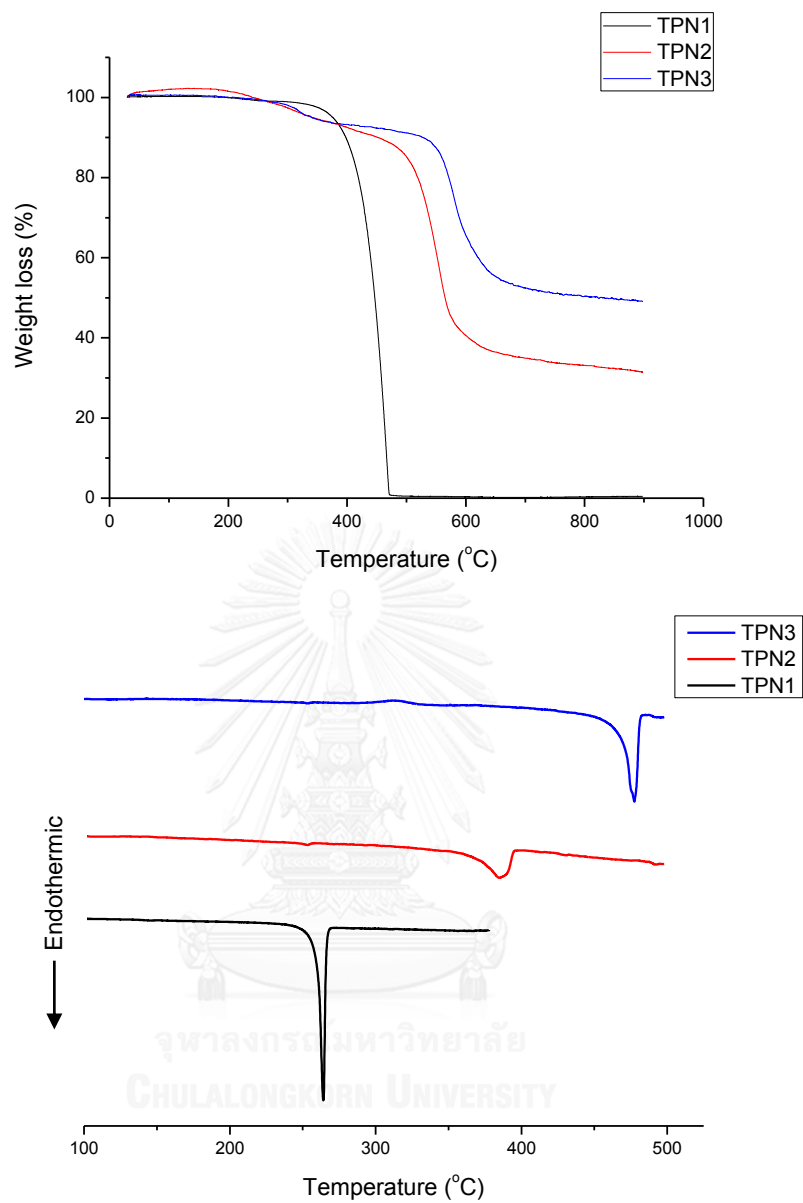 TPN1
TPN2
TPN3
100
80
60
40
20
0
Weight loss (%)
0 200 400 600 800 1000
Temperature (°C)
TPN3
TPN2
TPN1
Endothermic
จุฬาลงกรณ์มหาวิทยาลัย
CHULALONGKORN UNIVERSITY
100 200 300 400 500
Temperature (°C)